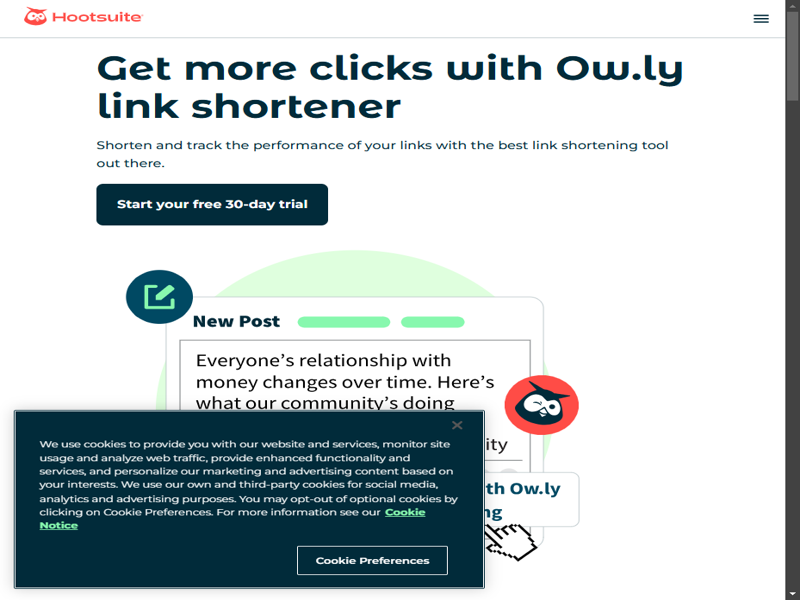 Hootsuite
Get more clicks with Ow.ly
link shortener
Shorten and track the performance of your links with the best link shortening tool
out there.
Start your free 30-day trial
New Post
Everyone’s relationship with
money changes over time. Here’s
what our community’s doing
We use cookies to provide you with our website and services, monitor site
usage and analyze web traffic, provide enhanced functionality and
services, and personalize our marketing and advertising content based on
your interests. We use our own and third-party cookies for social media,
analytics and advertising purposes. You may opt-out of optional cookies by
clicking on Cookie Preferences. For more information see our Cookie
Notice
Cookie Preferences
Ow.ly